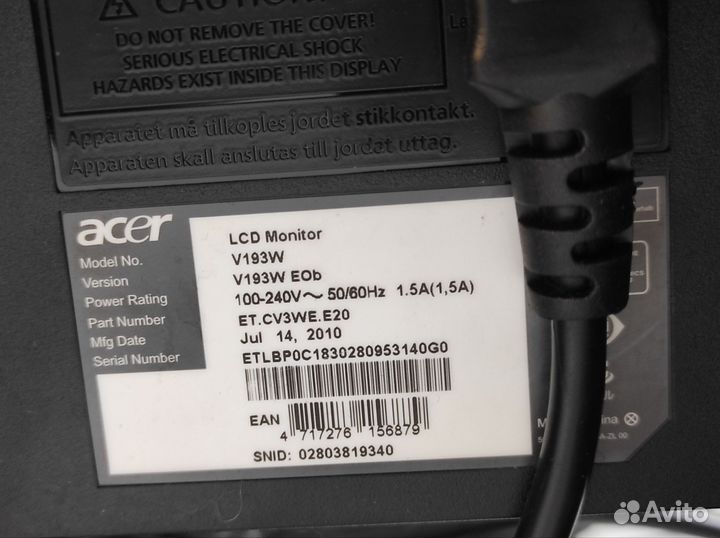 CAUTION
DO NOT REMOVE THE COVER!
SERIOUS ELECTRICAL SHOCK
HAZARDS EXIST INSIDE THIS DISPLAY
La
Apparatet må tilkoples jordet stikkontakt.
Apparaten skall anslutas till jordat uttag.
acer
LCD Monitor
Model No. V193W
Version V193W EOb
Power Rating 100-240V～ 50/60Hz 1.5A(1,5A)
Part Number ET.CV3WE.E20
Mfg Date Jul 14, 2010
Serial Number ETLBP0C1830280953140G0
EAN
4 717276 156879
SNID: 02803819340
Avito